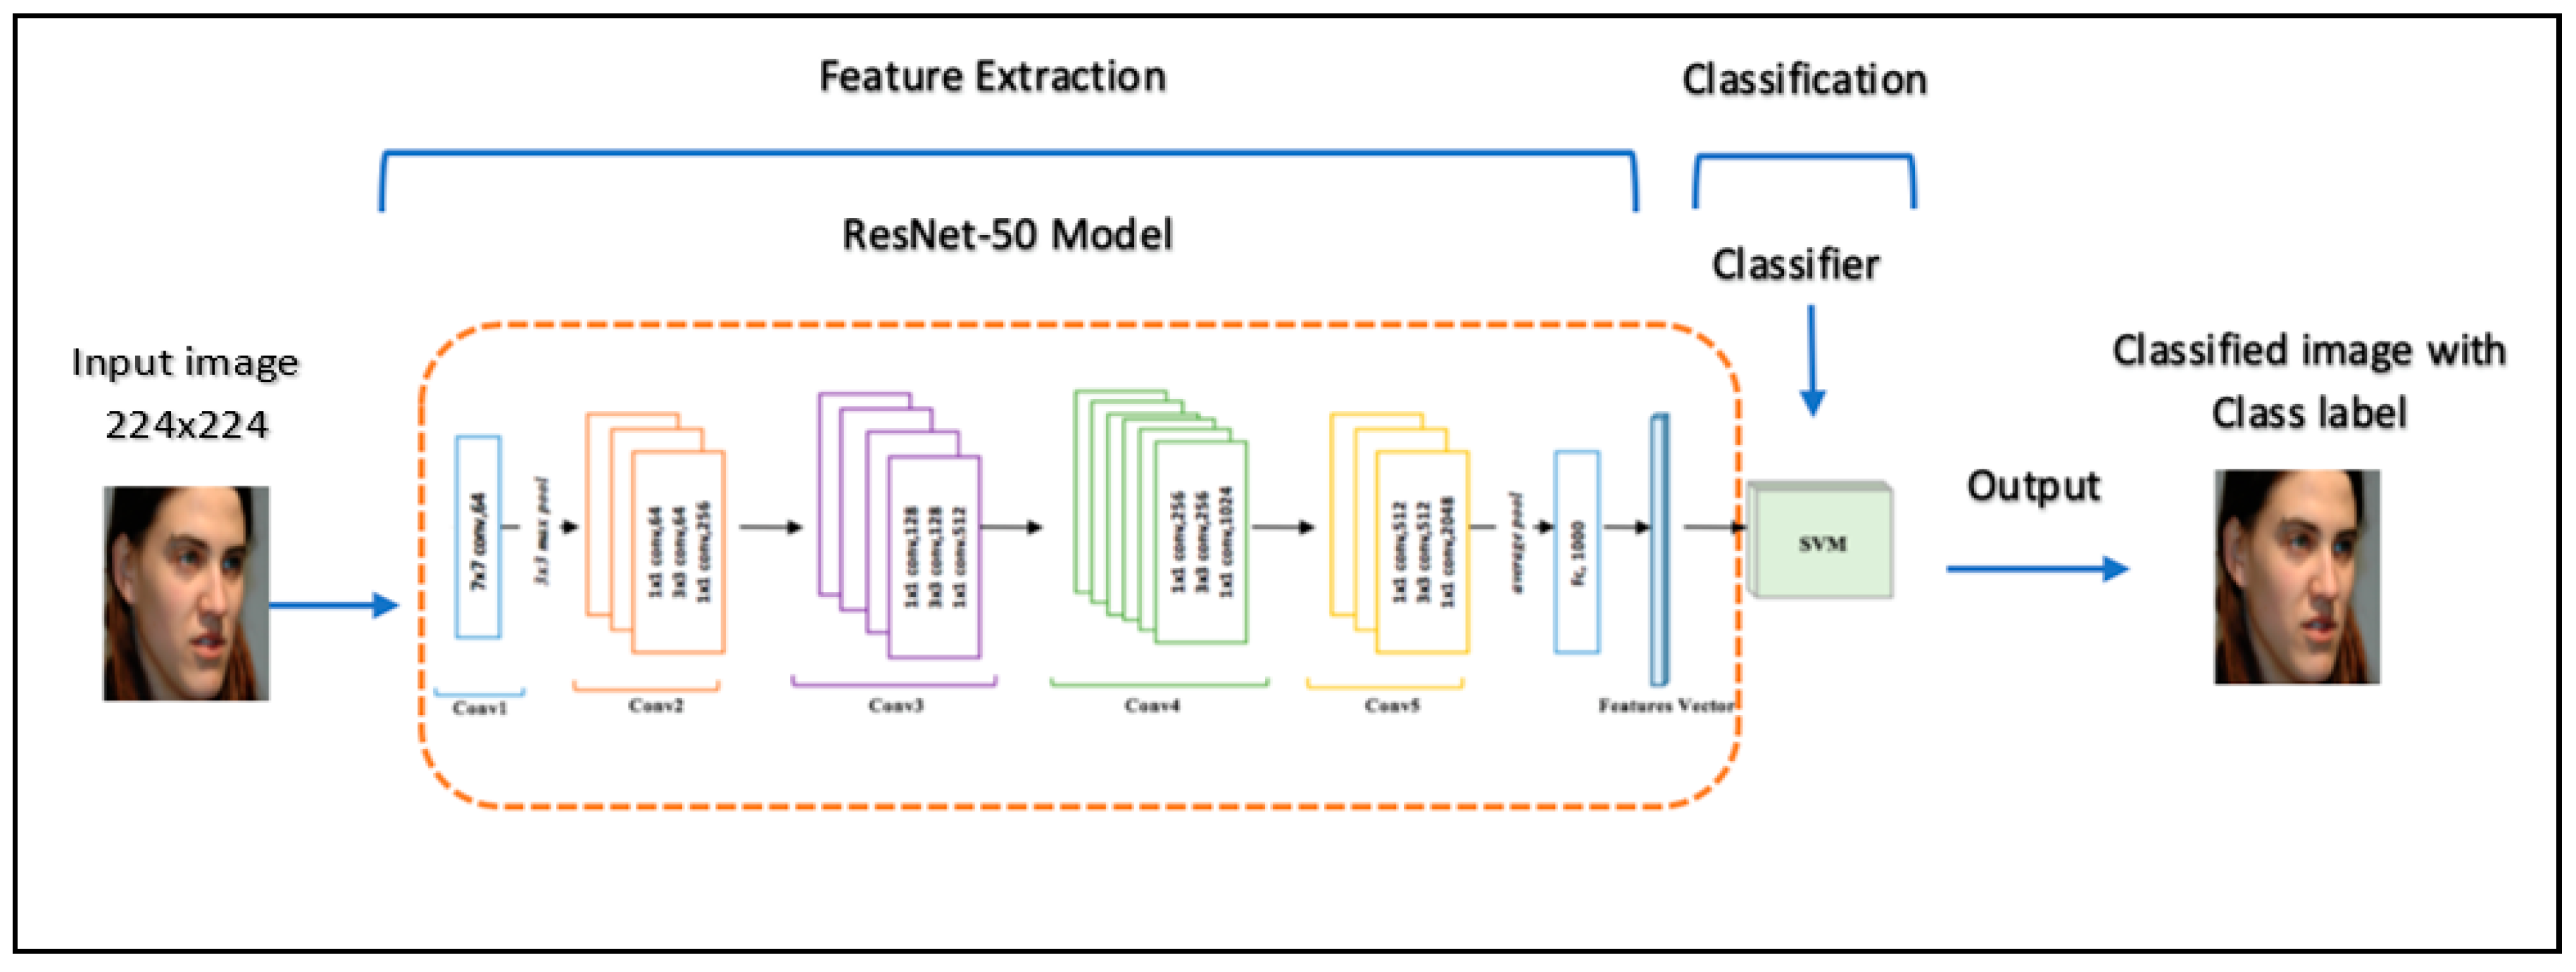 Feature Extraction
Classification
ResNet-50 Model
Classifier
Input image
224x224
Classified image with
Class label
Output
7x7 conv,64
3x3 max pool
1x1 conv,64
3x3 conv,64
1x1 conv,256
1x1 conv,128
3x3 conv,128
1x1 conv,512
1x1 conv,256
3x3 conv,256
1x1 conv,1024
1x1 conv,512
3x3 conv,512
1x1 conv,2048
average pool
Fc, 1000
SVM
Conv1
Conv2
Conv3
Conv4
Conv5
Features Vector